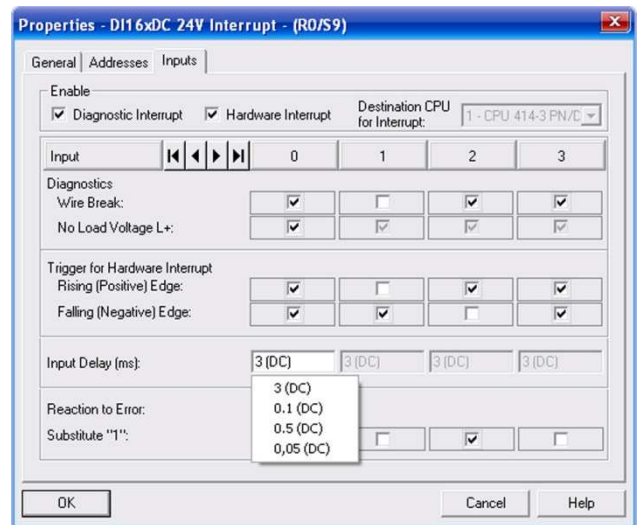 Properties - DI16xDC 24V Interrupt - (R0/S9)
General Addresses Inputs
Enable
Diagnostic Interrupt Hardware Interrupt Destination CPU for Interrupt: 1 - CPU 414-3 PN/D
Input 0 1 2 3
Diagnostics
Wire Break:
No Load Voltage L+:
Trigger for Hardware Interrupt
Rising (Positive) Edge:
Falling (Negative) Edge:
Input Delay (ms): 3 (DC) 3 (DC) 3 (DC) 3 (DC)
3 (DC)
0.1 (DC)
0.5 (DC)
0,05 (DC)
Reaction to Error:
Substitute "1":
OK Cancel Help